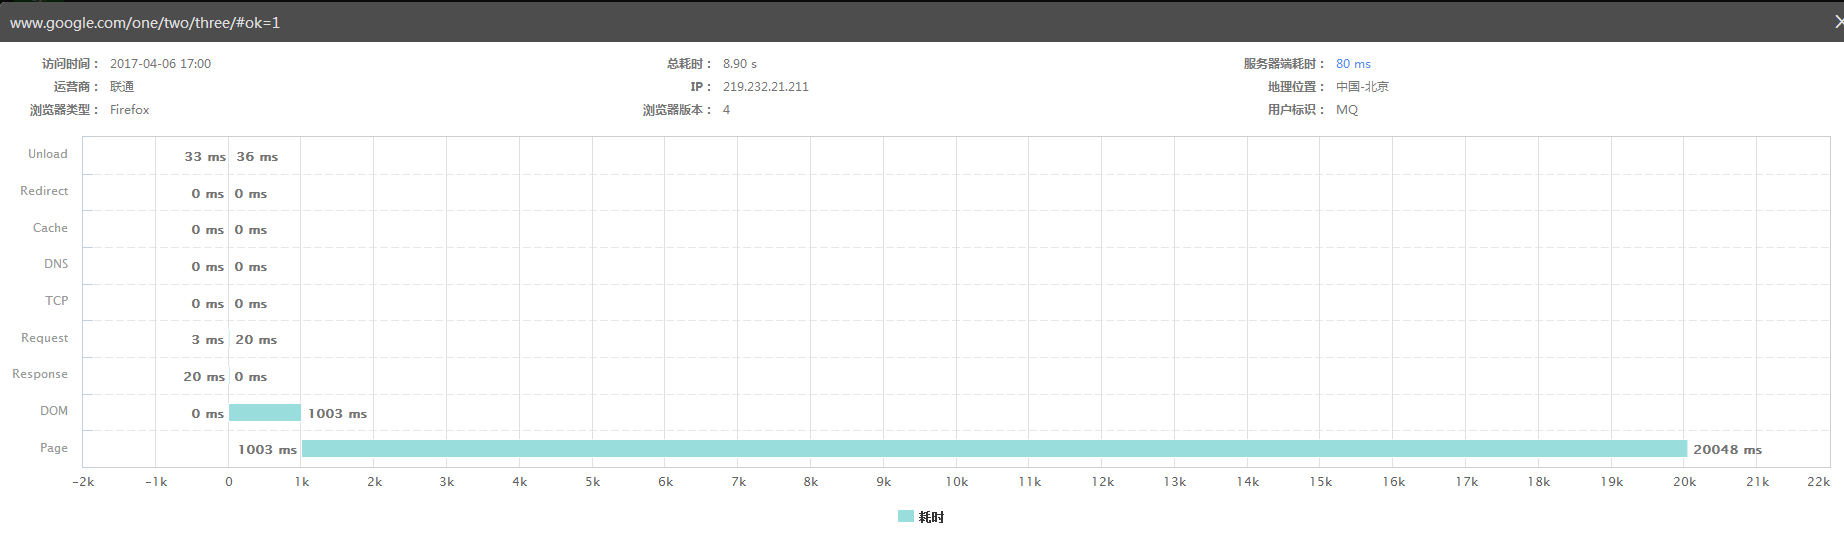 www.google.com/one/two/three/#ok=1
访问时间： 2017-04-06 17:00 总耗时： 8.90 s 服务器端耗时： 80 ms
运营商： 联通 IP： 219.232.21.211 地理位置： 中国-北京
浏览器类型： Firefox 浏览器版本： 4 用户标识： MQ
Unload 33 ms 36 ms
Redirect 0 ms 0 ms
Cache 0 ms 0 ms
DNS 0 ms 0 ms
TCP 0 ms 0 ms
Request 3 ms 20 ms
Response 20 ms 0 ms
DOM 0 ms 1003 ms
Page 1003 ms 20048 ms
-2k -1k 0 1k 2k 3k 4k 5k 6k 7k 8k 9k 10k 11k 12k 13k 14k 15k 16k 17k 18k 19k 20k 21k 22k
耗时